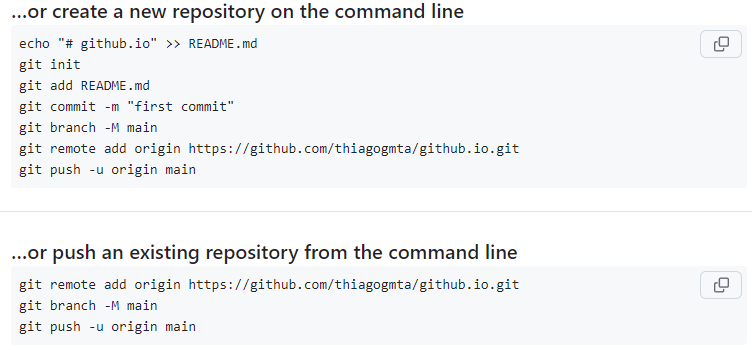 ...or create a new repository on the command line
echo "# github.io" >> README.md
git init
git add README.md
git commit -m "first commit"
git branch -M main
git remote add origin https://github.com/thiagogmta/github.io.git
git push -u origin main
...or push an existing repository from the command line
git remote add origin https://github.com/thiagogmta/github.io.git
git branch -M main
git push -u origin main